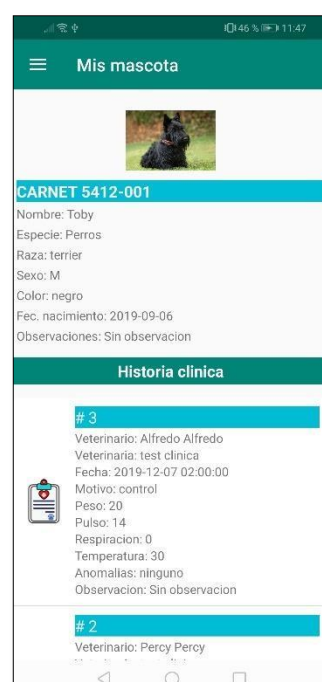 46 % 11:47
Mis mascota
CARNET 5412-001
Nombre: Toby
Especie: Perros
Raza: terrier
Sexo: M
Color: negro
Fec. nacimiento: 2019-09-06
Observaciones: Sin observacion
Historia clinica
# 3
Veterinario: Alfredo Alfredo
Veterinaria: test clinica
Fecha: 2019-12-07 02:00:00
Motivo: control
Peso: 20
Pulso: 14
Respiracion: 0
Temperatura: 30
Anomalias: ninguno
Observacion: Sin observacion
# 2
Veterinario: Percy Percy